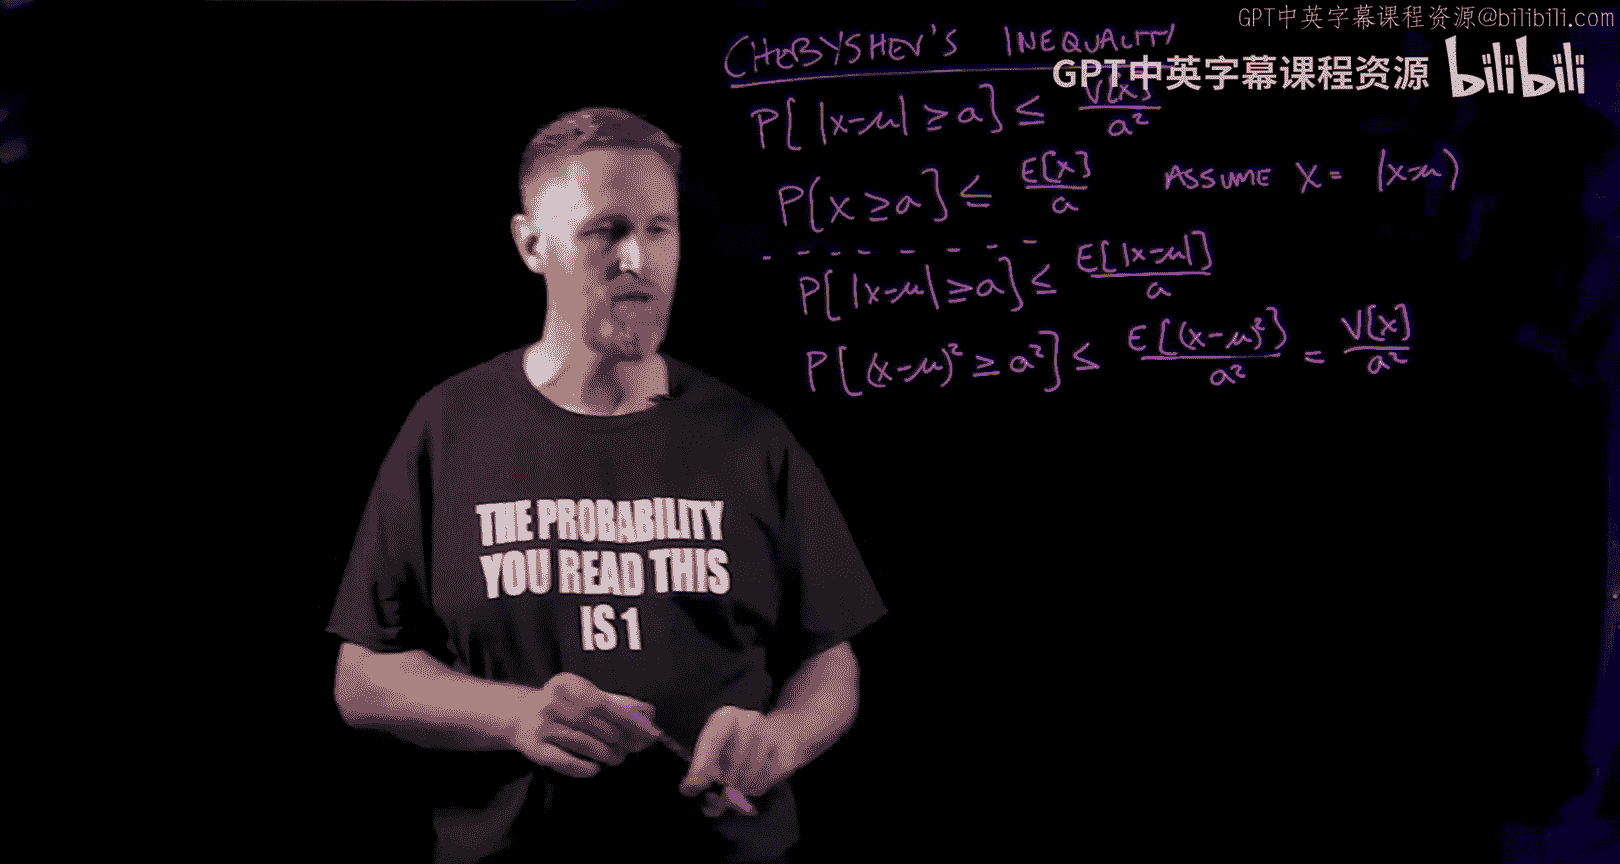 GPT中英字幕课程资源@bilibili.com
CHEBYSHEV'S INEQUALITY
GPT中英字幕课程资源 bilibili
P[ |x-μ| ≥ a ] ≤ V[x] / a²
P[ x ≥ a ] ≤ E[x] / a ASSUME X = |x-μ|
P[ |x-μ| ≥ a ] ≤ E[ |x-μ| ] / a
P[ (x-μ)² ≥ a² ] ≤ E[ (x-μ)² ] / a² = V[x] / a²
THE PROBABILITY
YOU READ THIS
IS 1